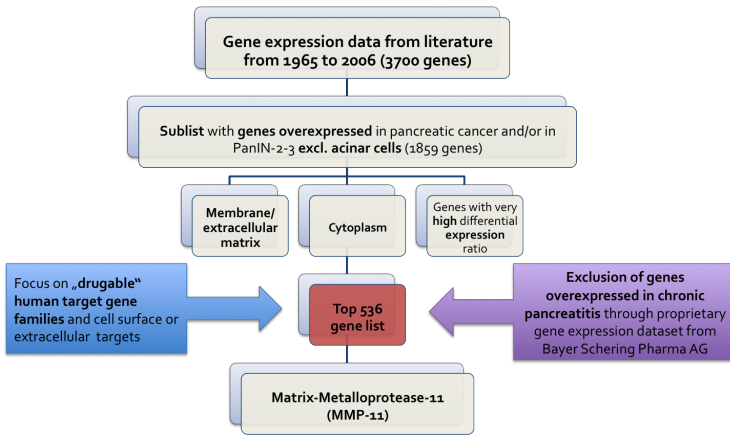 Gene expression data from literature
from 1965 to 2006 (3700 genes)
Sublist with genes overexpressed in pancreatic cancer and/or in
PanIN-2-3 excl. acinar cells (1859 genes)
Membrane/
extracellular
matrix
Cytoplasm
Genes with very
high differential
expression
ratio
Focus on „drugable“
human target gene
families and cell surface or
extracellular targets
Top 536
gene list
Exclusion of genes
overexpressed in chronic
pancreatitis through proprietary
gene expression dataset from
Bayer Schering Pharma AG
Matrix-Metalloprotease-11
(MMP-11)